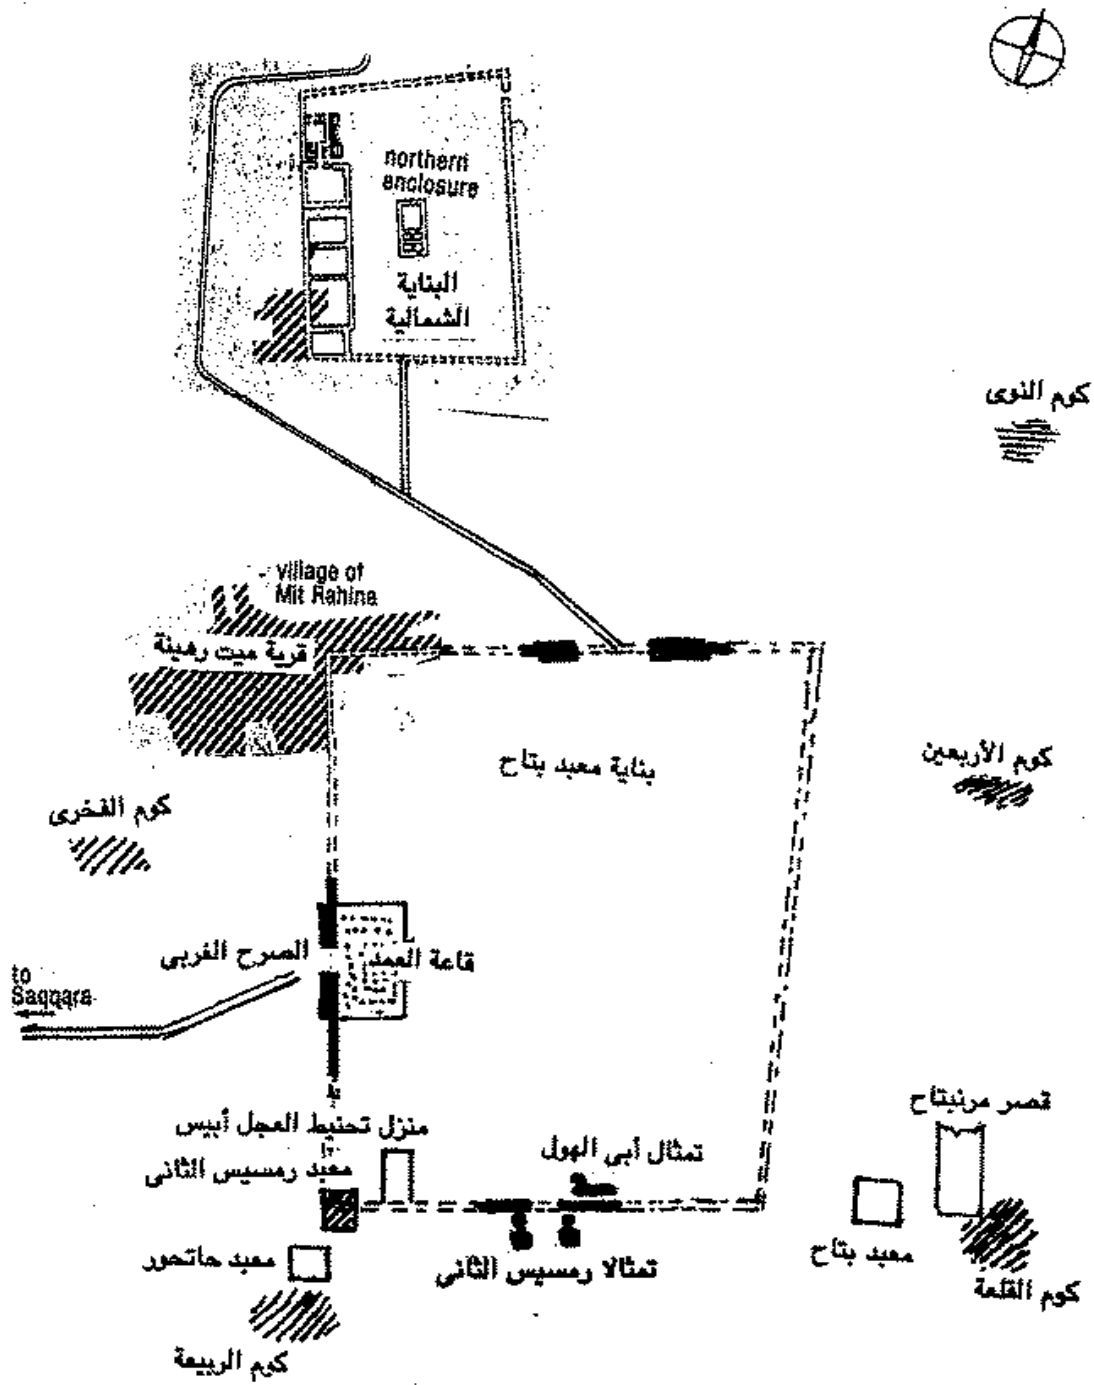 northern
enclosure
البناية
الشمالية
كوم النوى
village of
Mit Rahina
قرية ميت رهينة
بناية معبد بتاح
كوم الأربعين
كوم الفخرى
الصرح الغربى
قاعة العمد
to
Saqqara
قصر مرنبتاح
منزل تحنيط العجل أبيس
تمثال أبى الهول
معبد رمسيس الثانى
معبد بتاح
معبد حاتحور
تمثالا رمسيس الثانى
كوم القلعة
كوم الربيعة